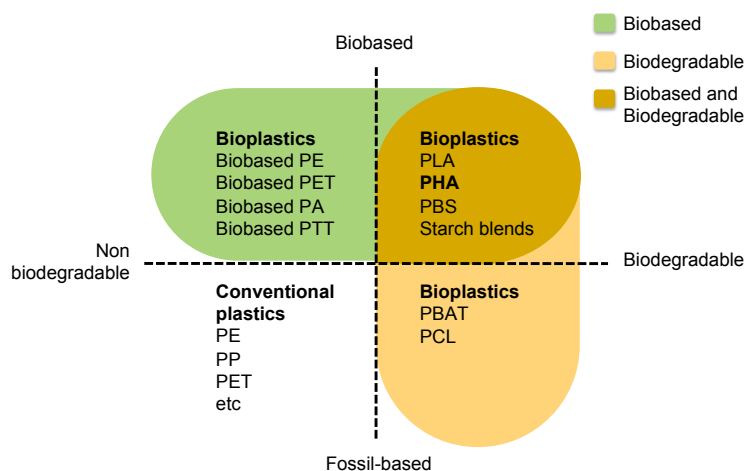 Biobased
Biobased
Biodegradable
Biobased and
Biodegradable
Bioplastics
Biobased PE
Biobased PET
Biobased PA
Biobased PTT
Bioplastics
PLA
PHA
PBS
Starch blends
Non
biodegradable
Biodegradable
Conventional
plastics
PE
PP
PET
etc
Bioplastics
PBAT
PCL
Fossil-based